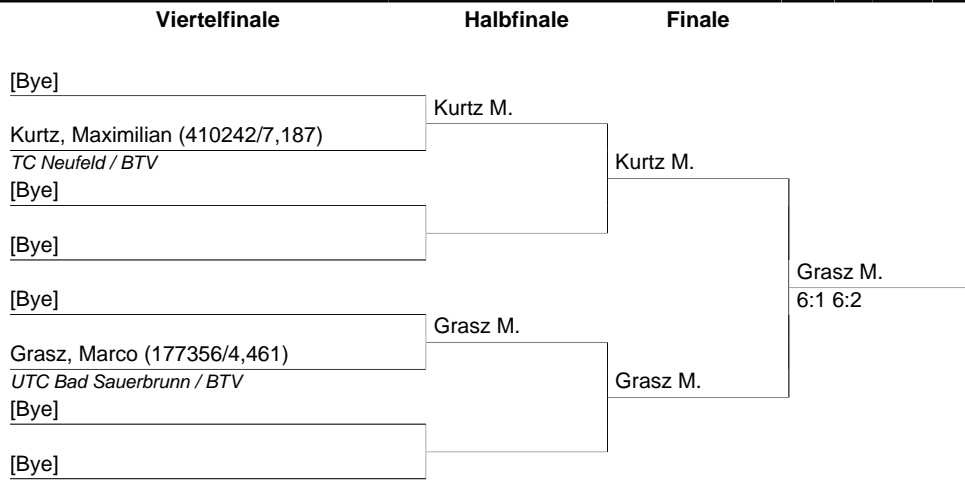 Viertelfinale Halbfinale Finale
[Bye]
Kurtz M.
Kurtz, Maximilian (410242/7,187)
TC Neufeld / BTV
Kurtz M.
[Bye]
[Bye]
Grasz M.
6:1 6:2
[Bye]
Grasz M.
Grasz, Marco (177356/4,461)
UTC Bad Sauerbrunn / BTV
Grasz M.
[Bye]
[Bye]